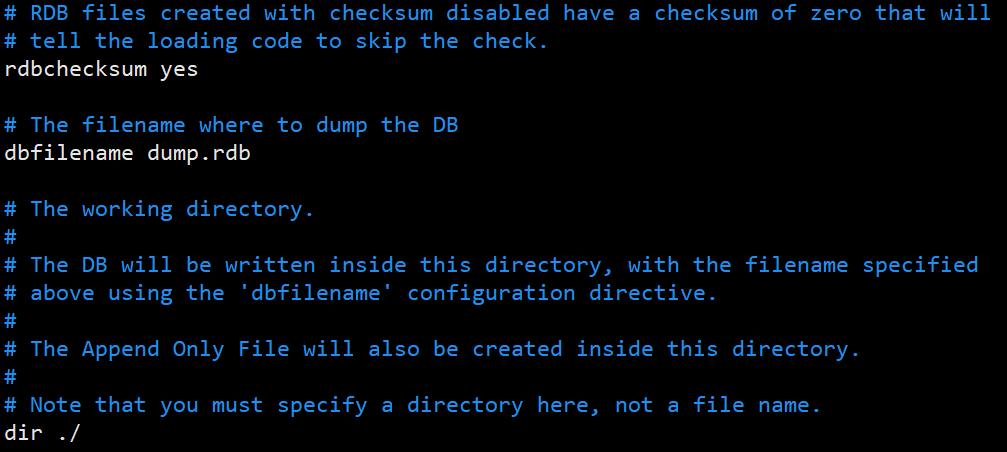 # RDB files created with checksum disabled have a checksum of zero that will
# tell the loading code to skip the check.
rdbchecksum yes
# The filename where to dump the DB
dbfilename dump.rdb
# The working directory.
#
# The DB will be written inside this directory, with the filename specified
# above using the 'dbfilename' configuration directive.
#
# The Append Only File will also be created inside this directory.
#
# Note that you must specify a directory here, not a file name.
dir ./